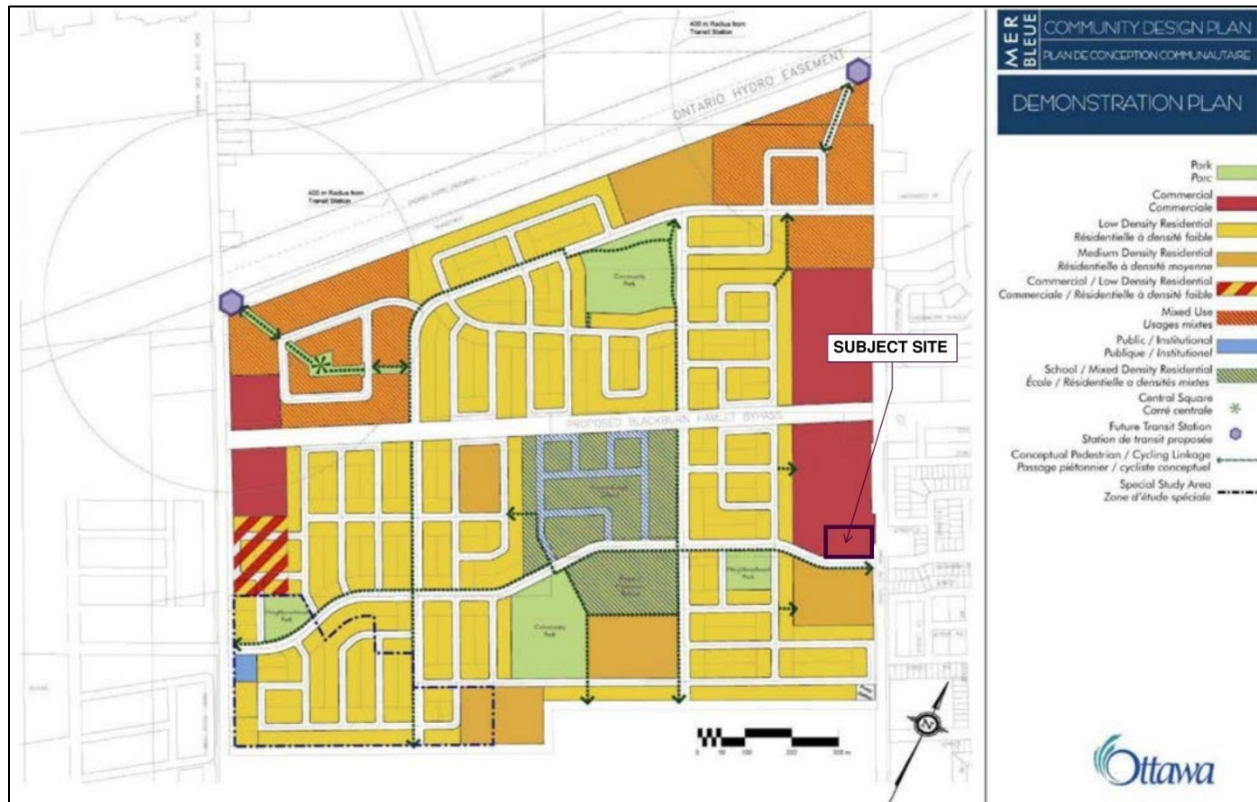 400 m Radius from
Transit Station
ONTARIO HYDRO EASEMENT
400 m Radius from
Transit Station
Community
Park
SUBJECT SITE
PROPOSED BLACKBURN HAMLET BYPASS
Neighbourhood
Park
Neighbourhood
Park
Community
Park
0 50 100 200 300 m
N
MER
BLEUE
COMMUNITY DESIGN PLAN
PLAN DE CONCEPTION COMMUNAUTAIRE
DEMONSTRATION PLAN
Park
Parc
Commercial
Commerciale
Low Density Residential
Résidentielle à densité faible
Medium Density Residential
Résidentielle à densité moyenne
Commercial / Low Density Residential
Commerciale / Résidentielle à densité faible
Mixed Use
Usages mixtes
Public / Institutional
Publique / Institutionel
School / Mixed Density Residential
École / Résidentielle a densités mixtes
Central Square
Carré centrale
Future Transit Station
Station de transit proposée
Conceptual Pedestrian / Cycling Linkage
Passage piétonnier / cycliste conceptuel
Special Study Area
Zone d'étude spéciale
Ottawa